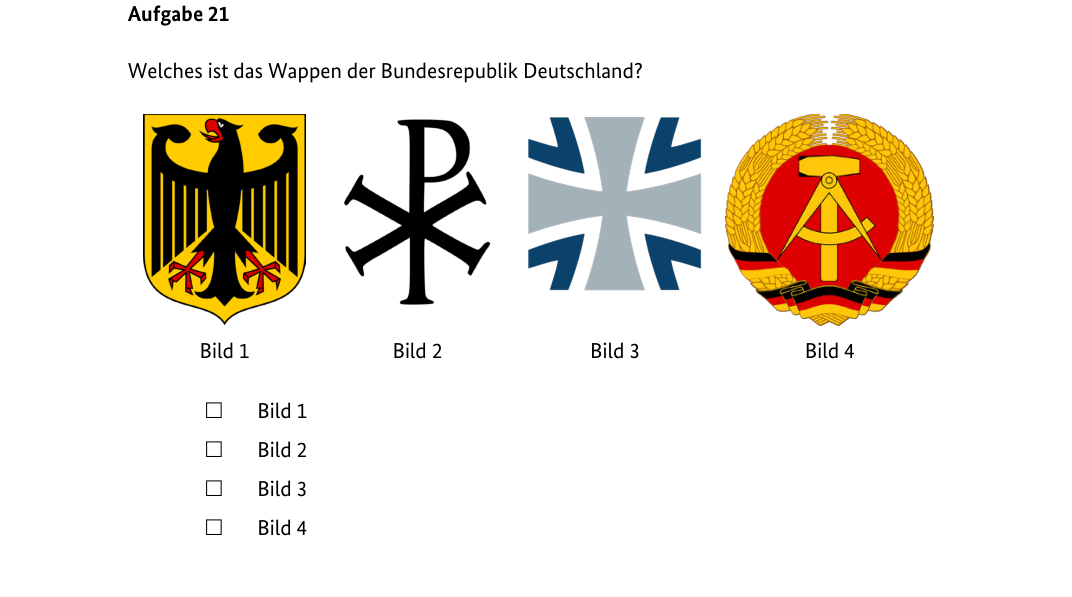 Aufgabe 21
Welches ist das Wappen der Bundesrepublik Deutschland?
Bild 1 Bild 2 Bild 3 Bild 4
☐ Bild 1
☐ Bild 2
☐ Bild 3
☐ Bild 4